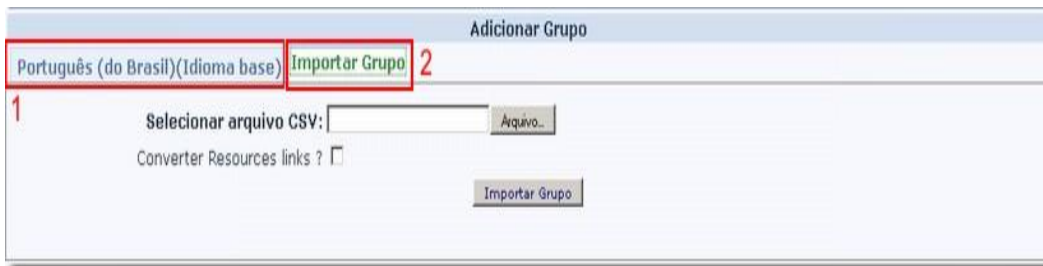 Adicionar Grupo
Português (do Brasil)(Idioma base) Importar Grupo 2
1
Selecionar arquivo CSV: Arquivo...
Converter Resources links ?
Importar Grupo